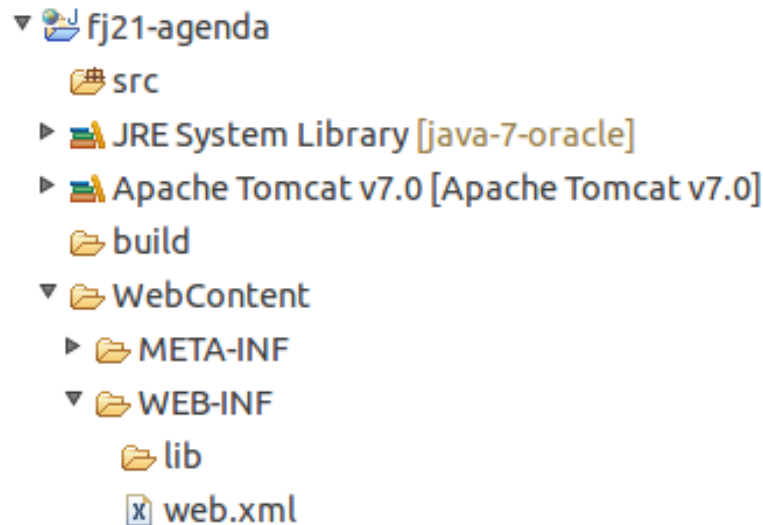 fj21-agenda
src
JRE System Library [java-7-oracle]
Apache Tomcat v7.0 [Apache Tomcat v7.0]
build
WebContent
META-INF
WEB-INF
lib
web.xml